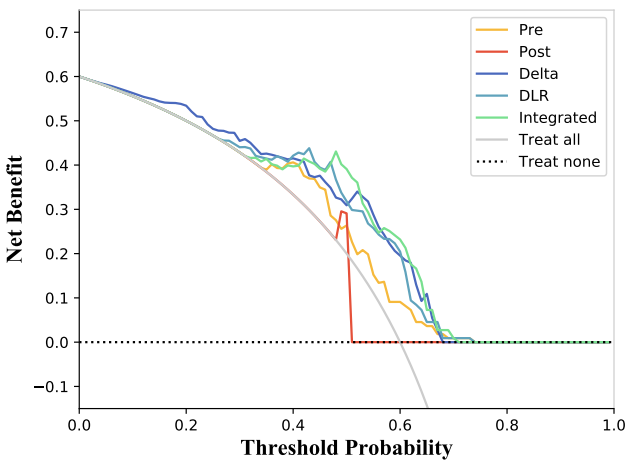 Pre
Post
Delta
DLR
Integrated
Treat all
Treat none
0.7
0.6
0.5
0.4
0.3
0.2
0.1
0.0
−0.1
Net Benefit
0.0 0.2 0.4 0.6 0.8 1.0
Threshold Probability